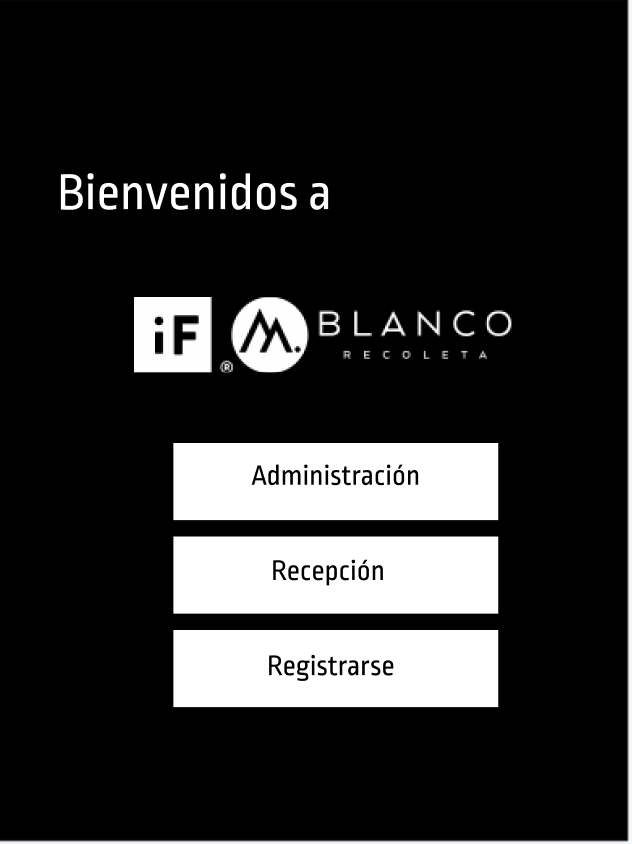 Bienvenidos a
iF ® M. BLANCO
RECOLETA
Administración
Recepción
Registrarse